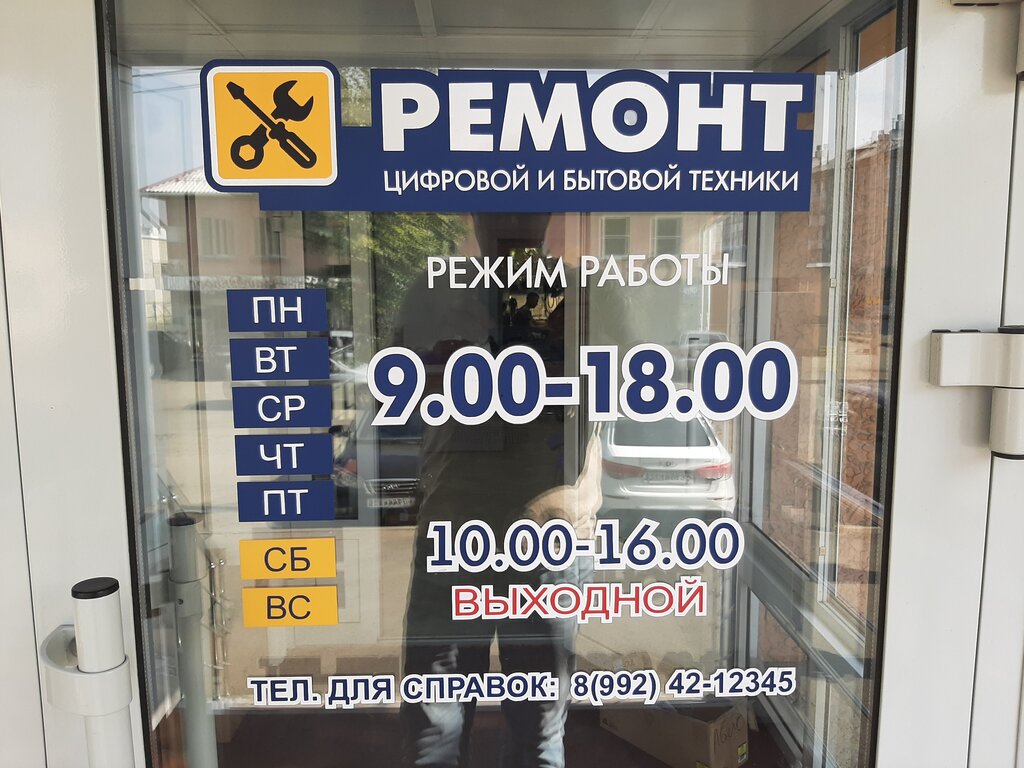 РЕМОНТ
ЦИФРОВОЙ И БЫТОВОЙ ТЕХНИКИ
РЕЖИМ РАБОТЫ
ПН
ВТ
9.00-18.00
СР
ЧТ
ПТ
СБ 10.00-16.00
ВС ВЫХОДНОЙ
ТЕЛ. ДЛЯ СПРАВОК: 8(992) 42-12345